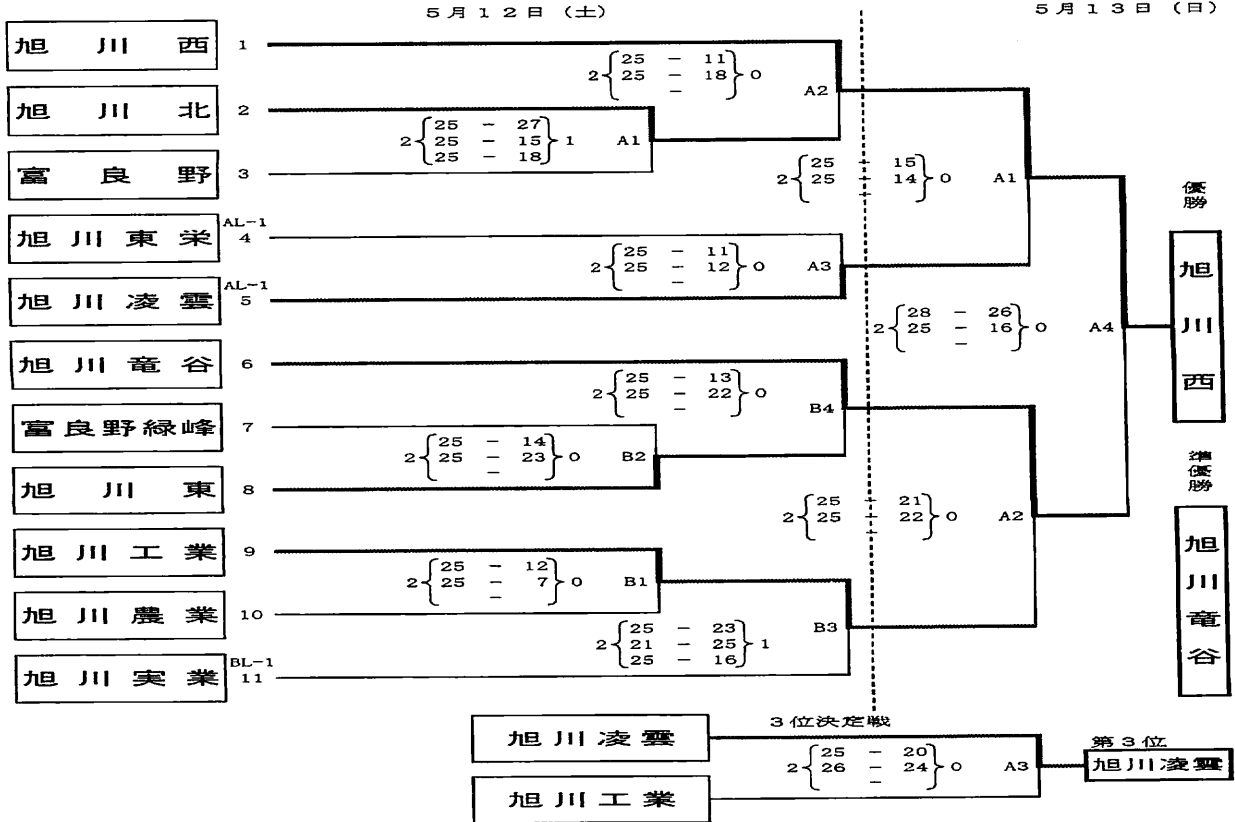 5月12日（土） 5月13日（日）
旭川西 1
2 25 - 11 0 A2
25 - 18
-
旭川北 2
2 25 - 27 1 A1
25 - 15
25 - 18
富良野 3
2 25 - 15 0 A1
25 - 14
-
AL-1
旭川東栄 4
2 25 - 11 0 A3
25 - 12
-
AL-1
旭川凌雲 5
2 28 - 26 0 A4
25 - 16
-
旭川竜谷 6
2 25 - 13 0 B4
25 - 22
-
富良野緑峰 7
2 25 - 14 0 B2
25 - 23
-
旭川東 8
2 25 - 21 0 A2
25 - 22
-
旭川工業 9
2 25 - 12 0 B1
25 - 7
-
旭川農業 10
2 25 - 23 1 B3
21 - 25
25 - 16
BL-1
旭川実業 11
優勝
旭川西
準優勝
旭川竜谷
3位決定戦
旭川凌雲
2 25 - 20 0 A3
26 - 24
-
旭川工業
第3位
旭川凌雲